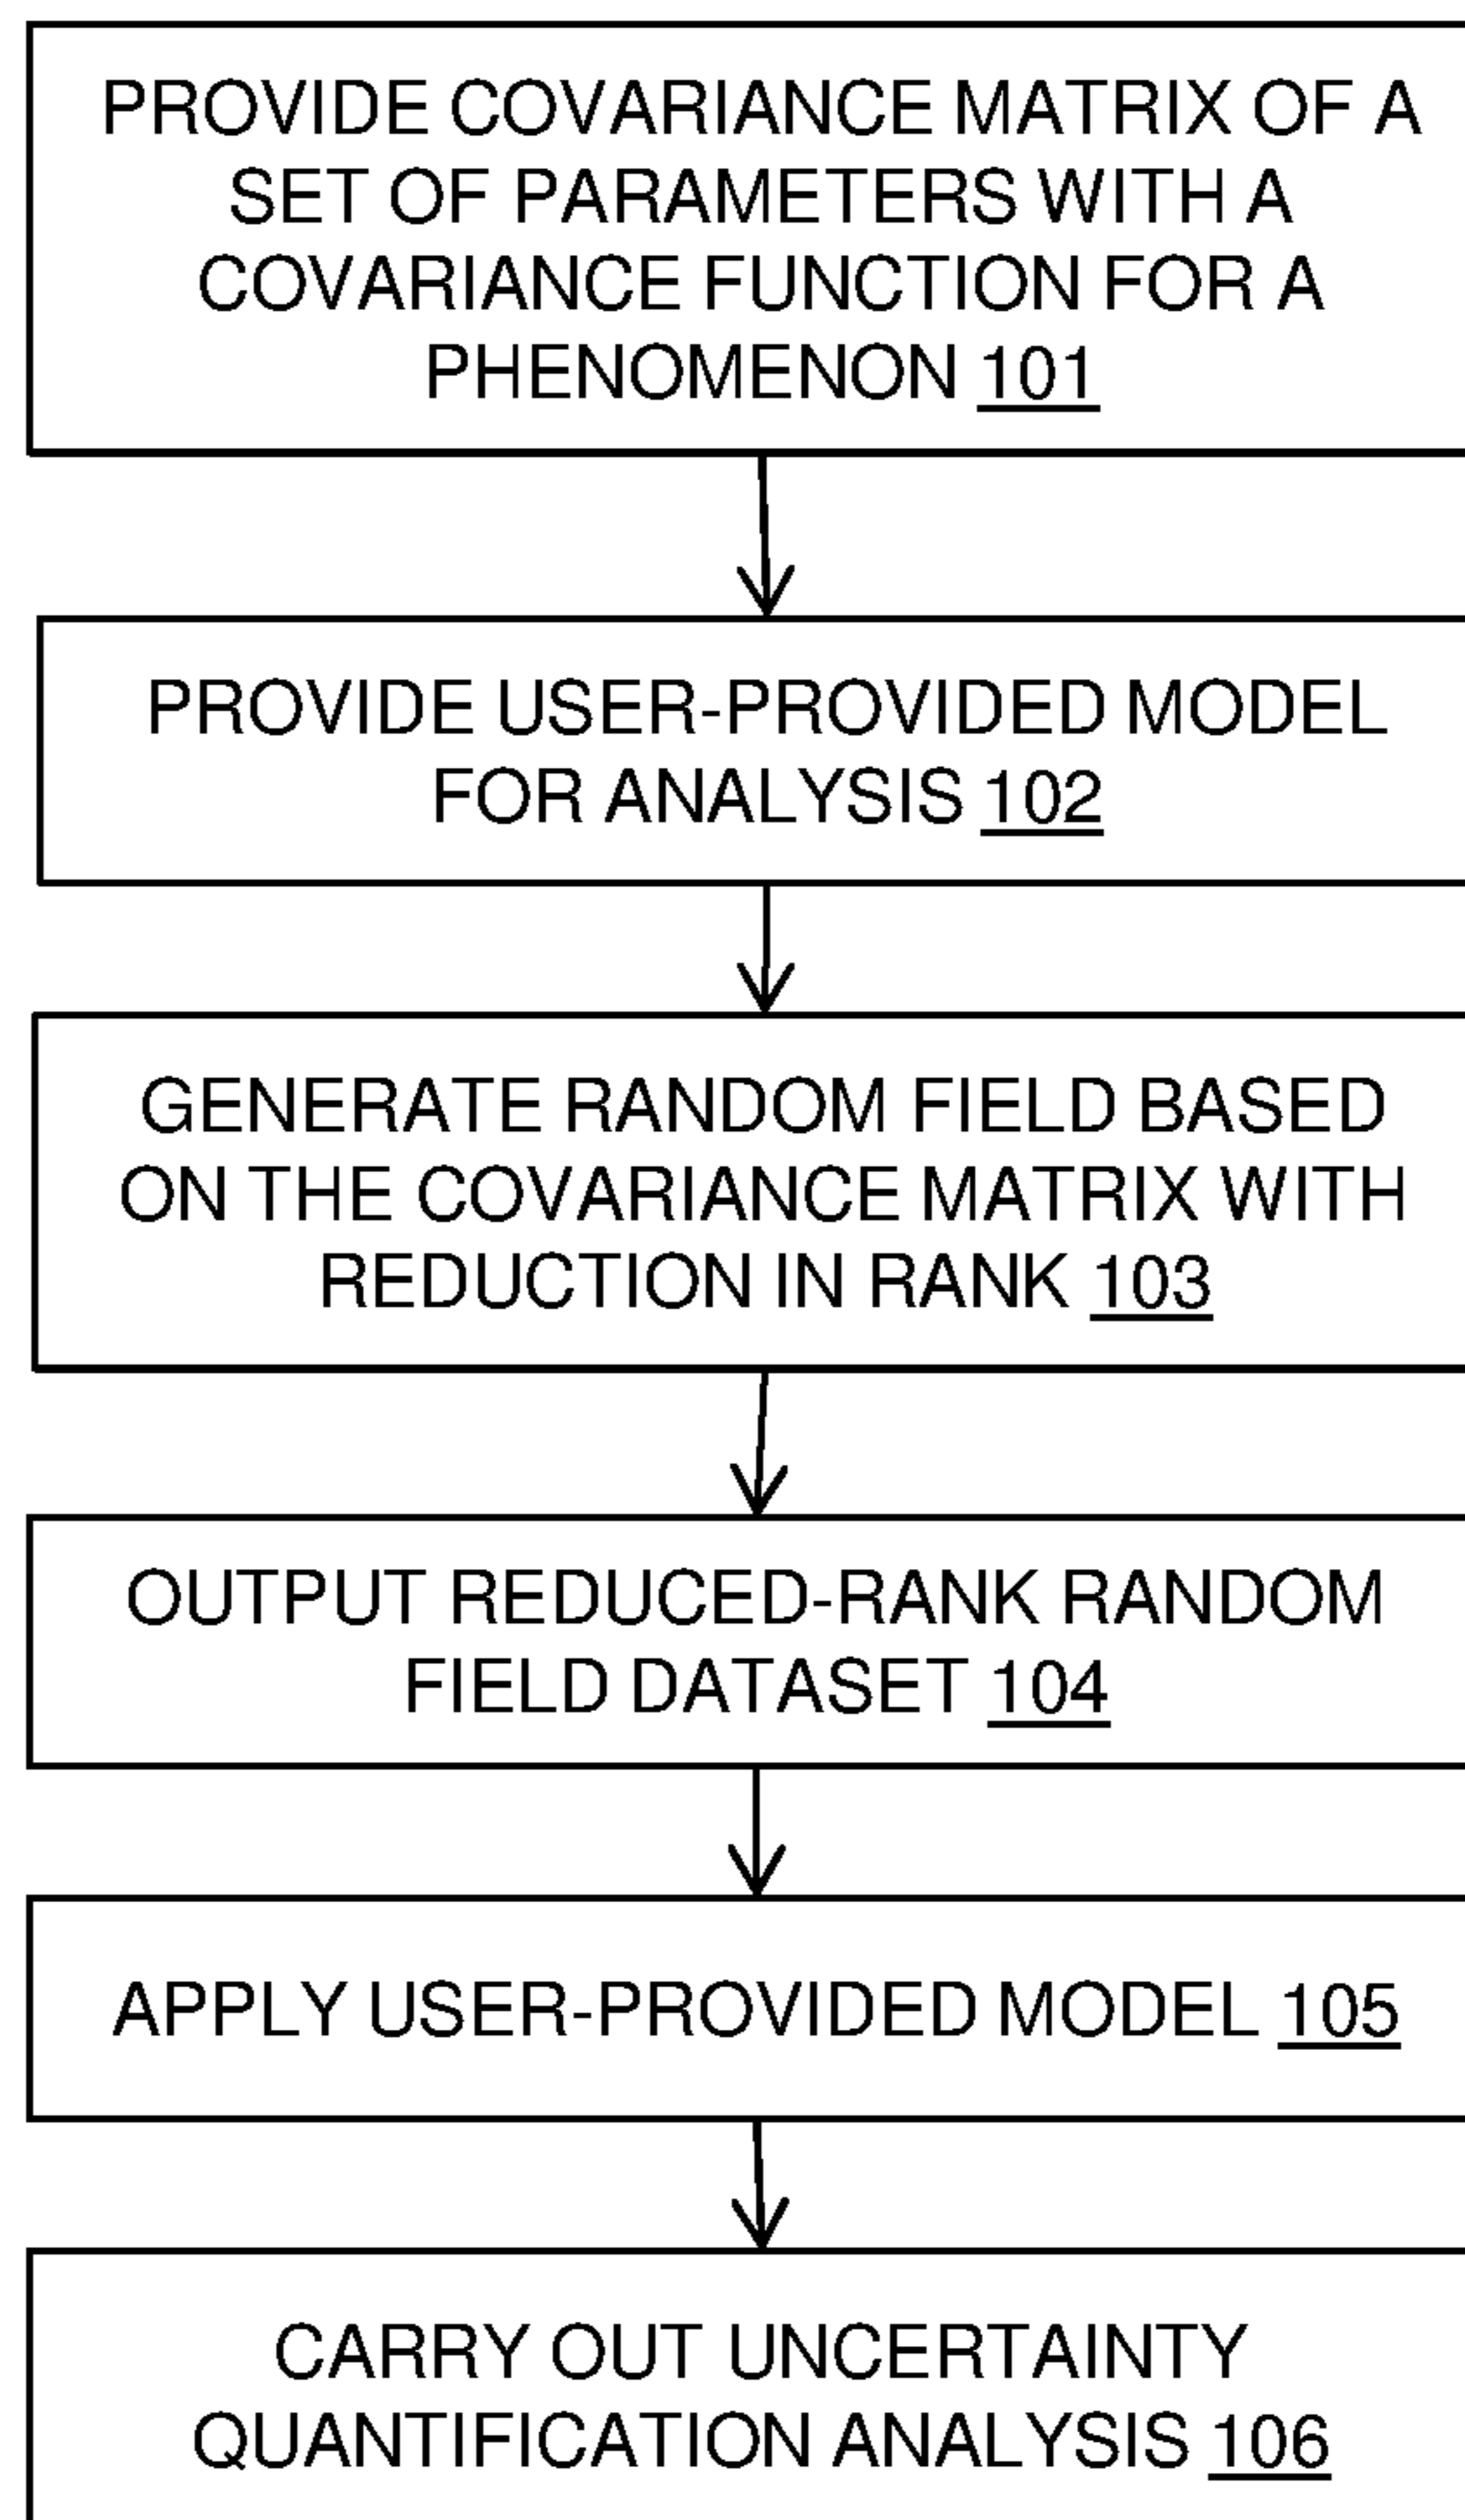 PROVIDE COVARIANCE MATRIX OF A
SET OF PARAMETERS WITH A
COVARIANCE FUNCTION FOR A
PHENOMENON 101
PROVIDE USER-PROVIDED MODEL
FOR ANALYSIS 102
GENERATE RANDOM FIELD BASED
ON THE COVARIANCE MATRIX WITH
REDUCTION IN RANK 103
OUTPUT REDUCED-RANK RANDOM
FIELD DATASET 104
APPLY USER-PROVIDED MODEL 105
CARRY OUT UNCERTAINTY
QUANTIFICATION ANALYSIS 106